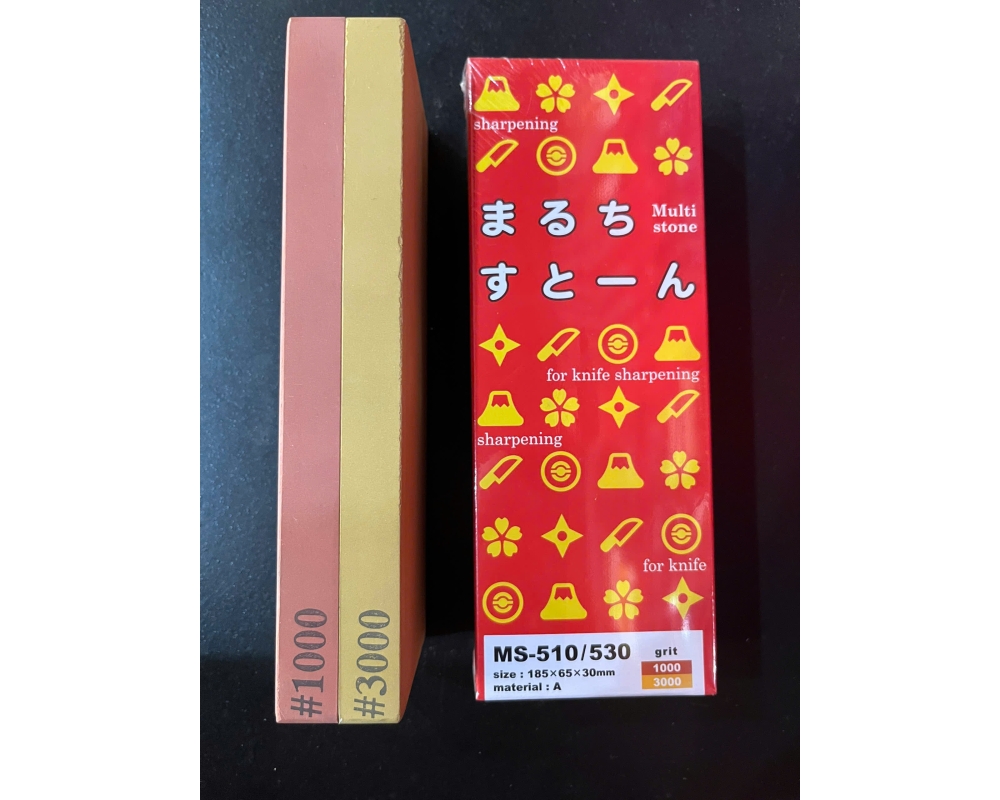 #1000
#3000
sharpening
まるち
Multi
stone
すとーん
for knife sharpening
sharpening
for knife
MS-510/530
grit
size : 185×65×30mm
1000
material : A
3000